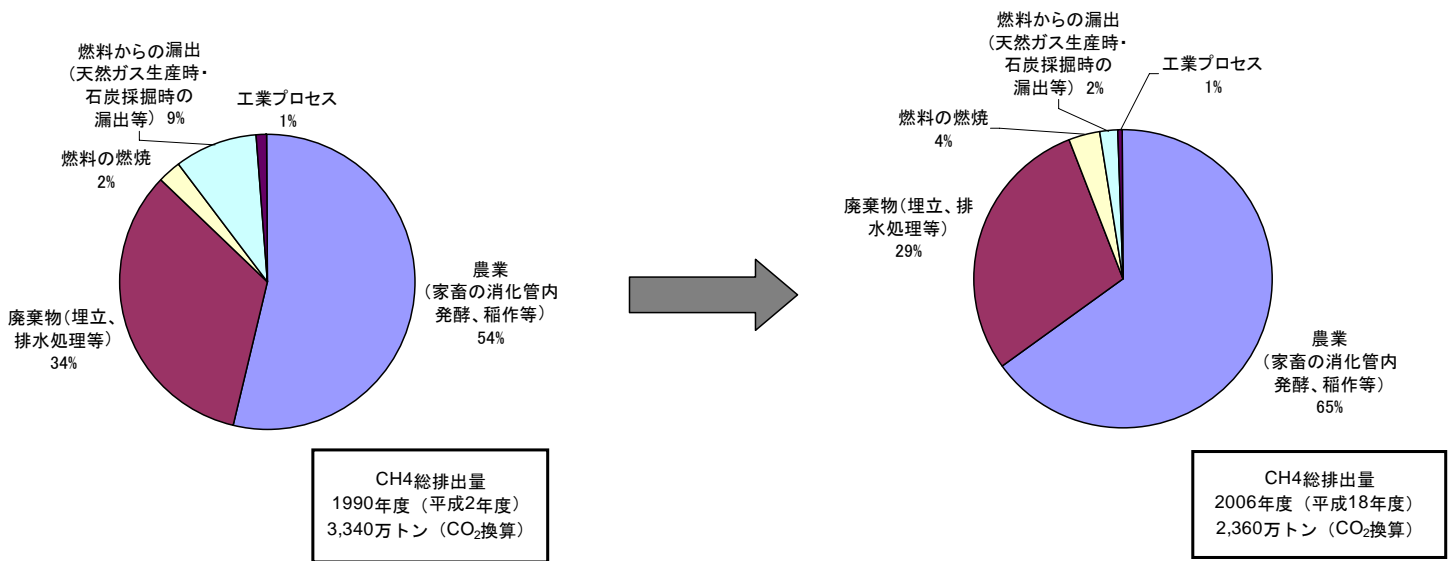 燃料からの漏出
(天然ガス生産時・
石炭採掘時の
漏出等) 9%
工業プロセス
1%
燃料の燃焼
2%
廃棄物(埋立、
排水処理等)
34%
農業
(家畜の消化管内
発酵、稲作等)
54%
CH4総排出量
1990年度(平成2年度)
3,340万トン(CO₂換算)
燃料からの漏出
(天然ガス生産時・
石炭採掘時の
漏出等) 2%
工業プロセス
1%
燃料の燃焼
4%
廃棄物(埋立、排
水処理等)
29%
農業
(家畜の消化管内
発酵、稲作等)
65%
CH4総排出量
2006年度(平成18年度)
2,360万トン(CO₂換算)